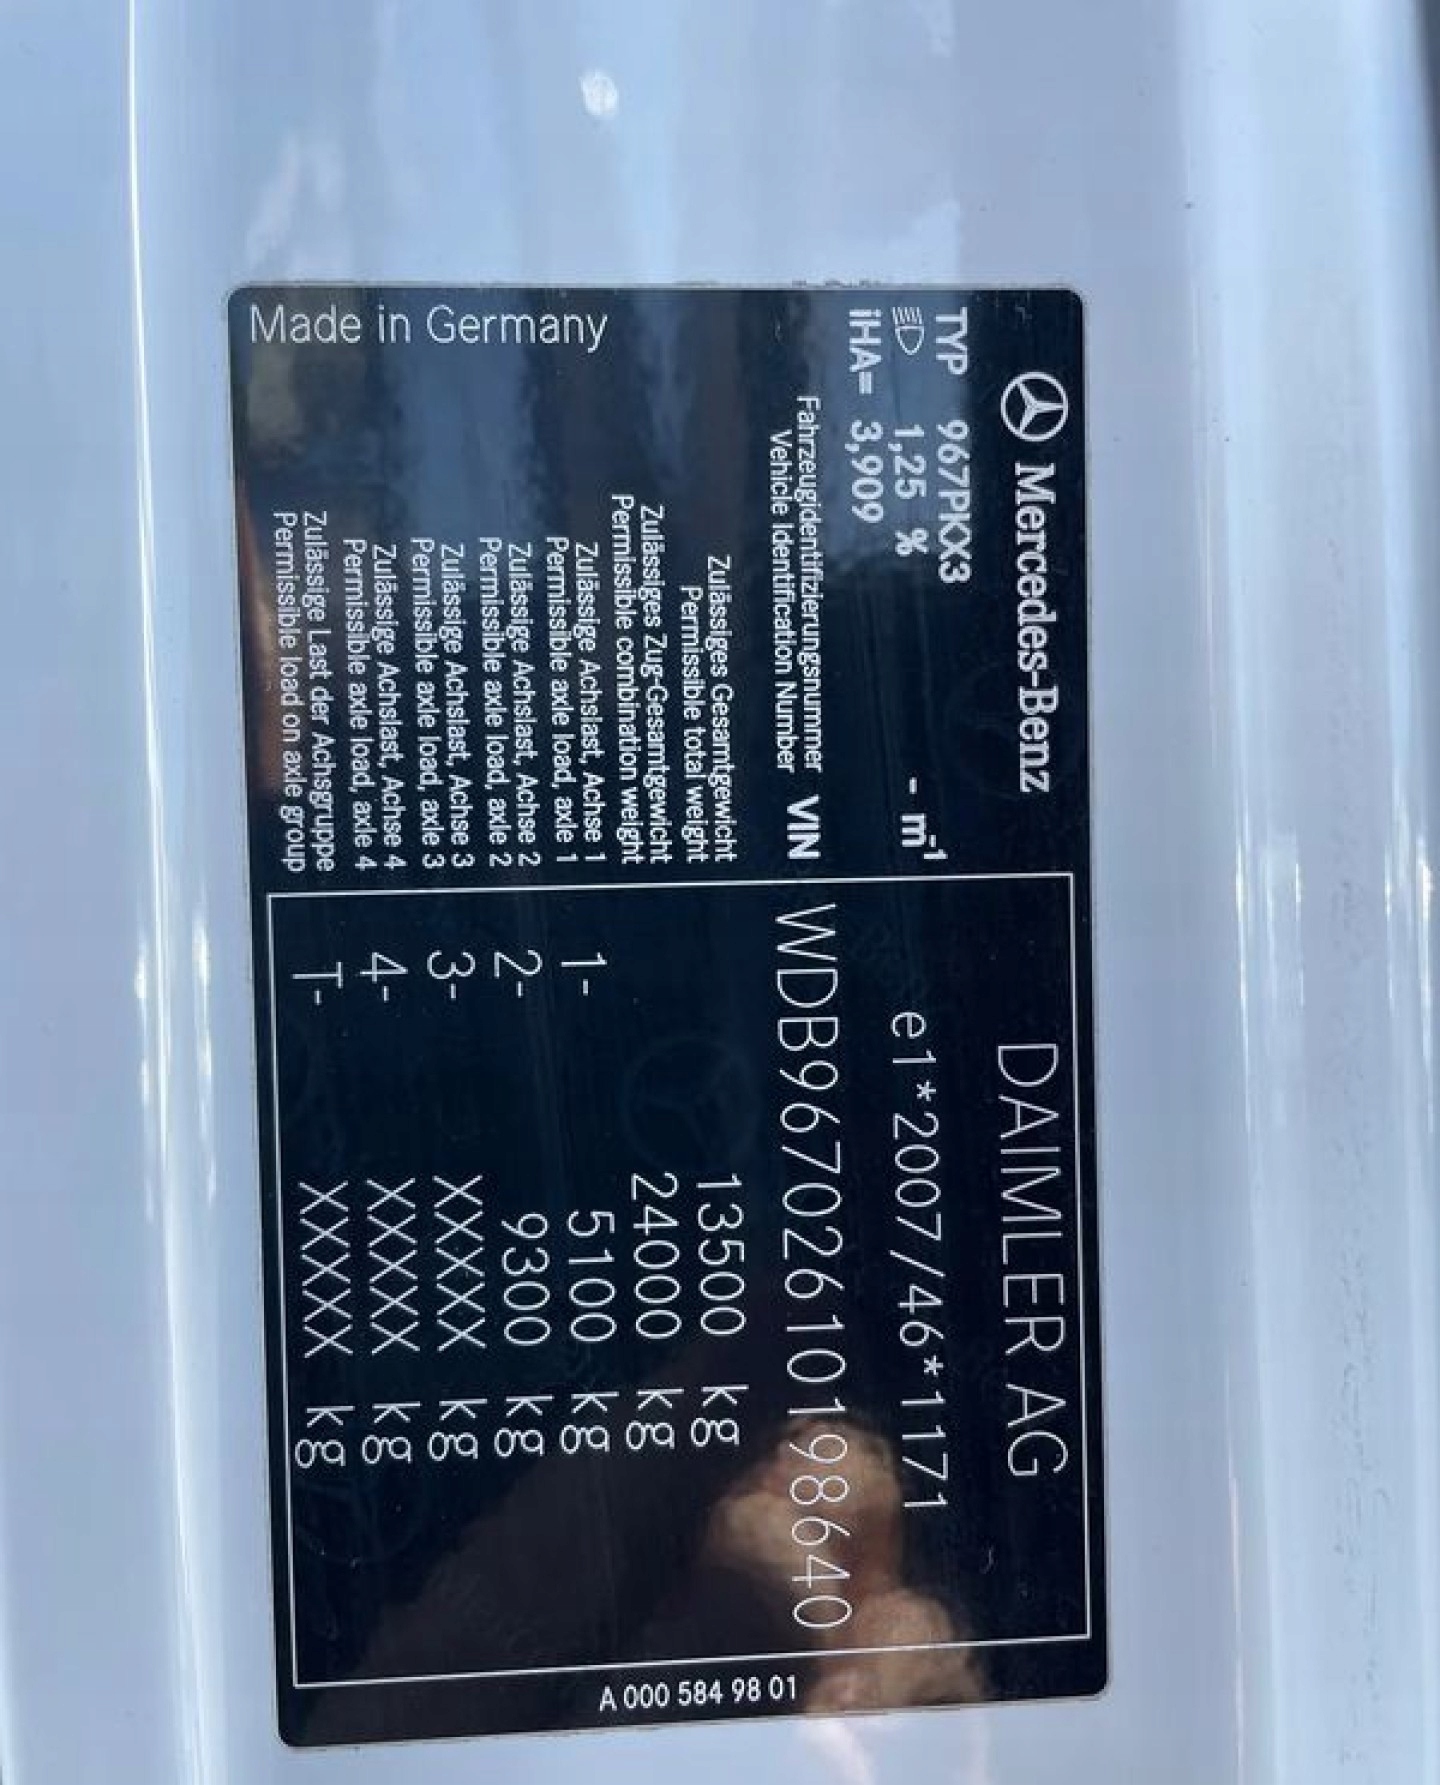 Mercedes-Benz
DAIMLER AG
TYP 967PKX3
1,25 % - m-1
e1*2007/46*1171
iHA= 3,909
Fahrzeugidentifizierungsnummer
Vehicle Identification Number
VIN
WDB9670261O198640
Zulässiges Gesamtgewicht
Permissible total weight
13500 kg
Zulässiges Zug-Gesamtgewicht
Permissible combination weight
24000 kg
Zulässige Achslast, Achse 1
Permissible axle load, axle 1
1- 5100 kg
Zulässige Achslast, Achse 2
Permissible axle load, axle 2
2- 9300 kg
Zulässige Achslast, Achse 3
Permissible axle load, axle 3
3- XXXXX kg
Zulässige Achslast, Achse 4
Permissible axle load, axle 4
4- XXXXX kg
Zulässige Last der Achsgruppe
Permissible load on axle group
T- XXXXX kg
Made in Germany
A 000 584 98 01